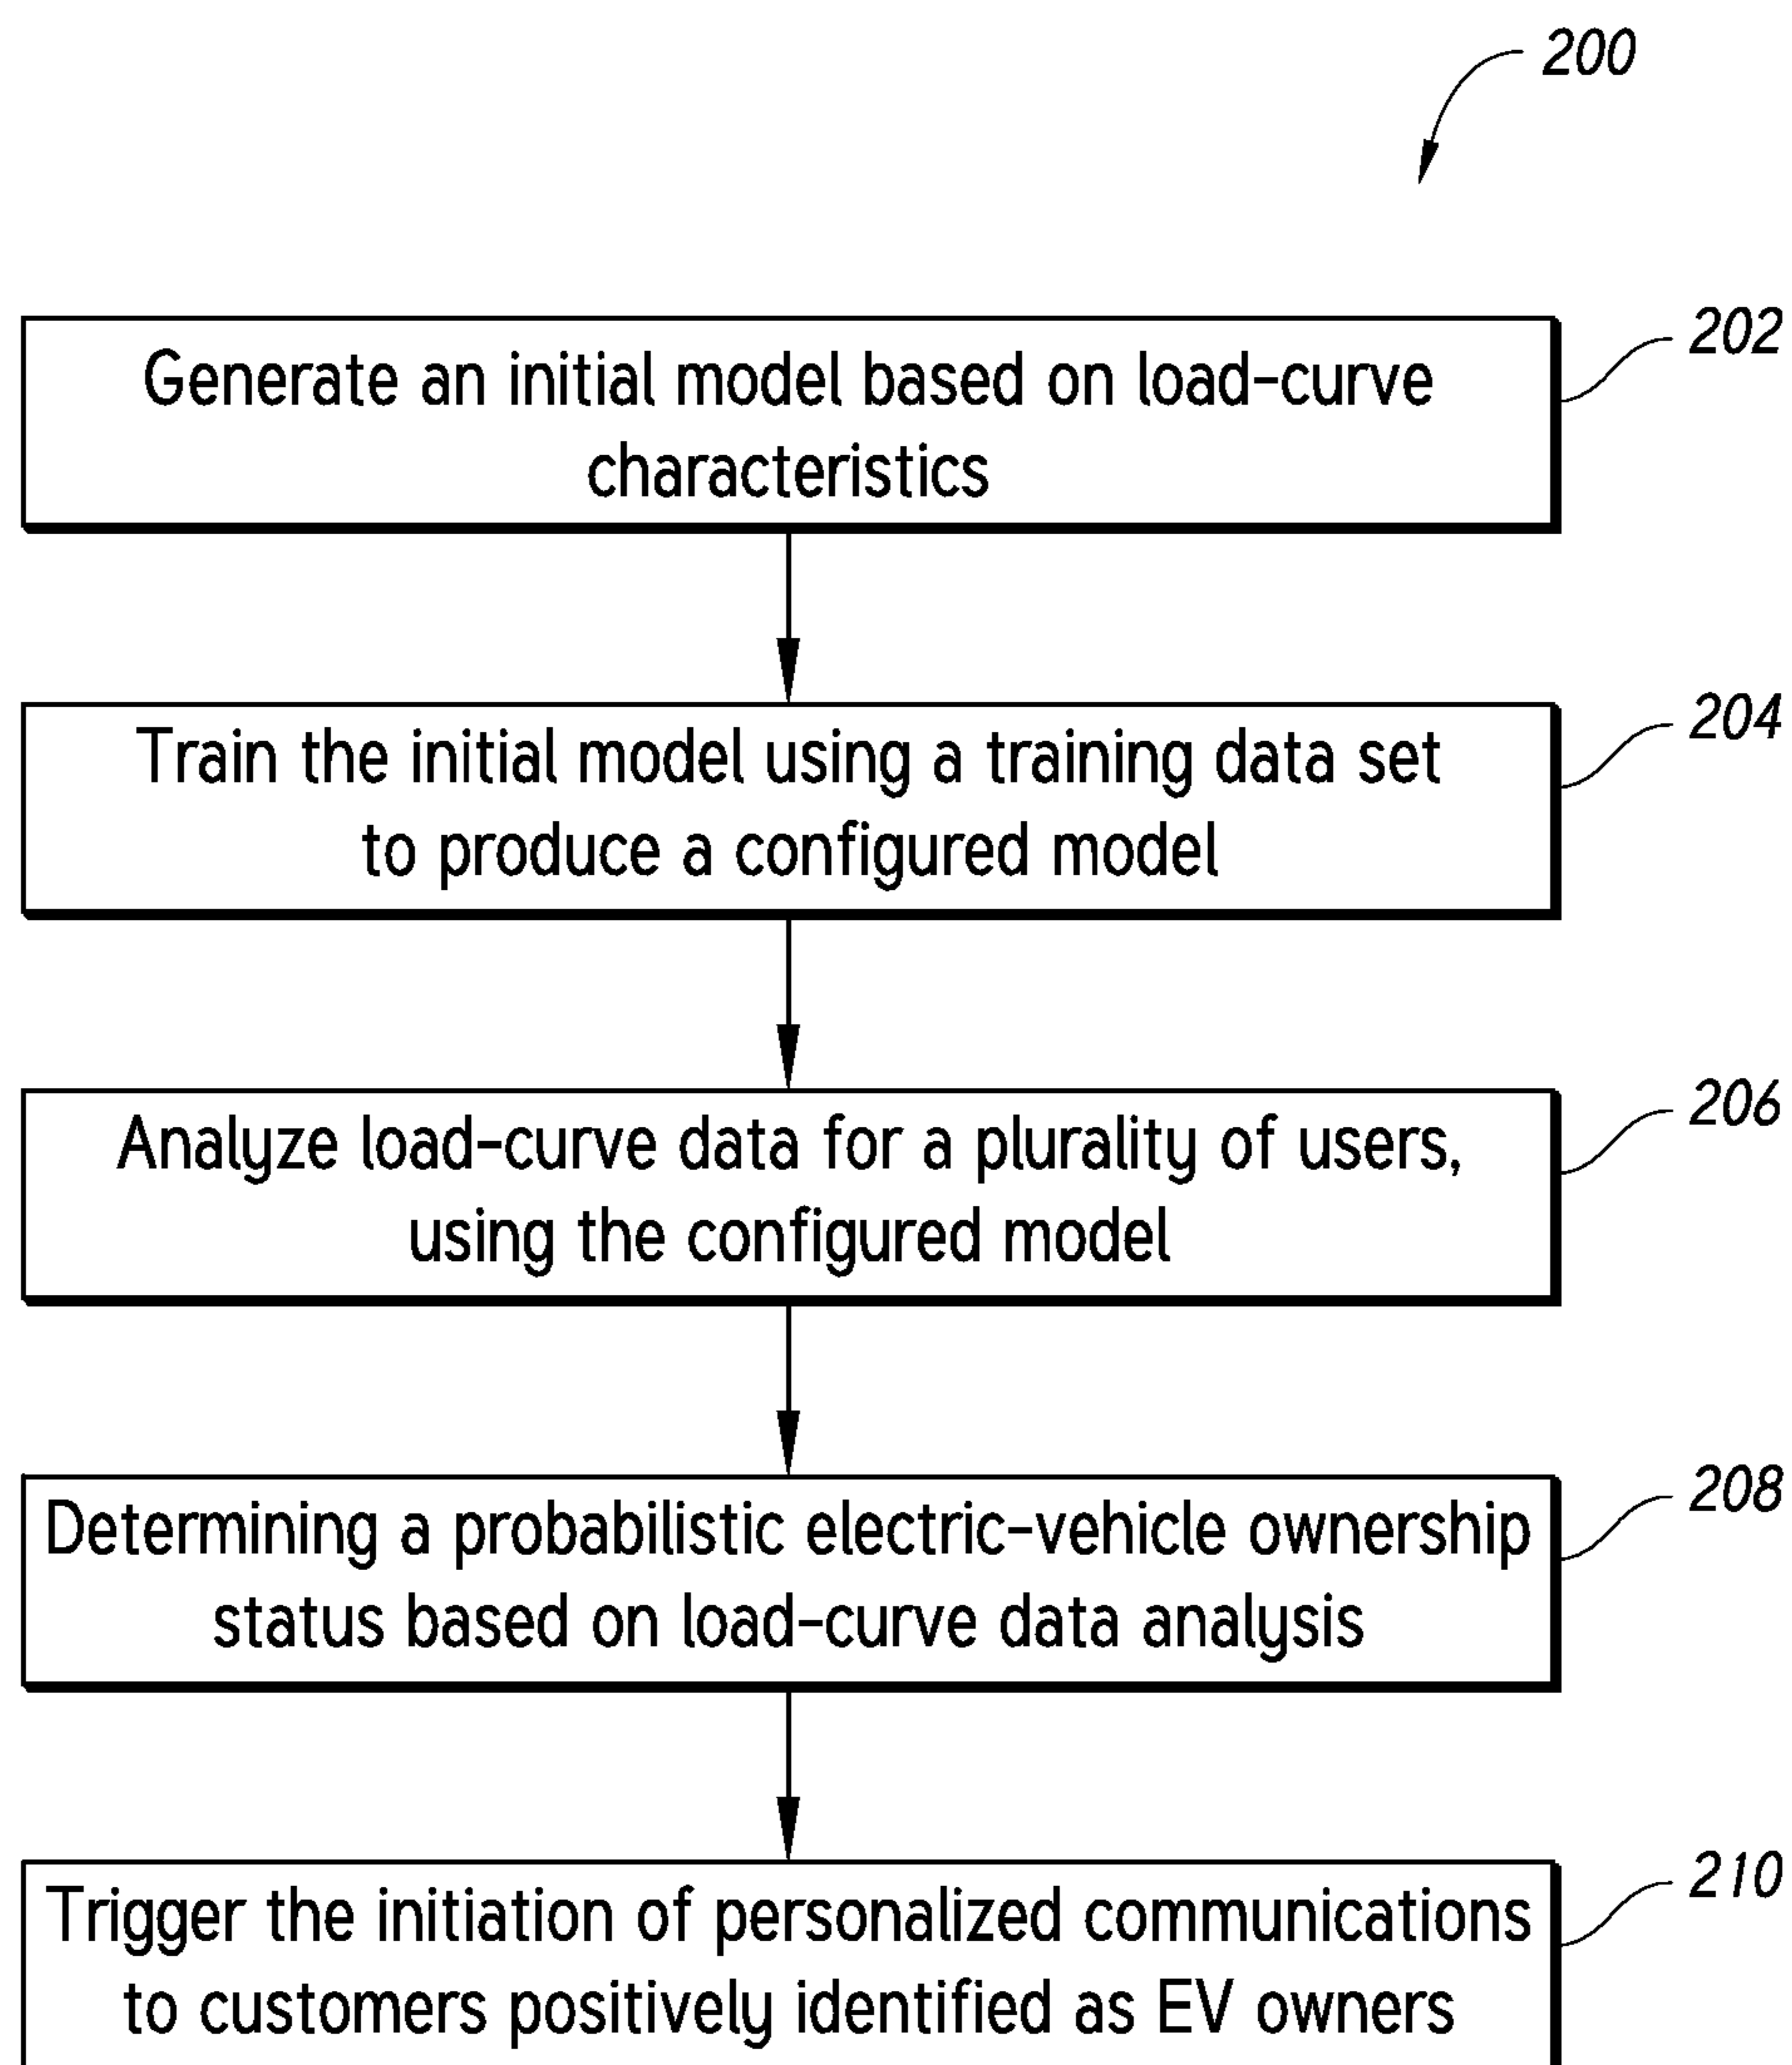 200
202
Generate an initial model based on load-curve
characteristics
204
Train the initial model using a training data set
to produce a configured model
206
Analyze load-curve data for a plurality of users,
using the configured model
208
Determining a probabilistic electric-vehicle ownership
status based on load-curve data analysis
210
Trigger the initiation of personalized communications
to customers positively identified as EV owners